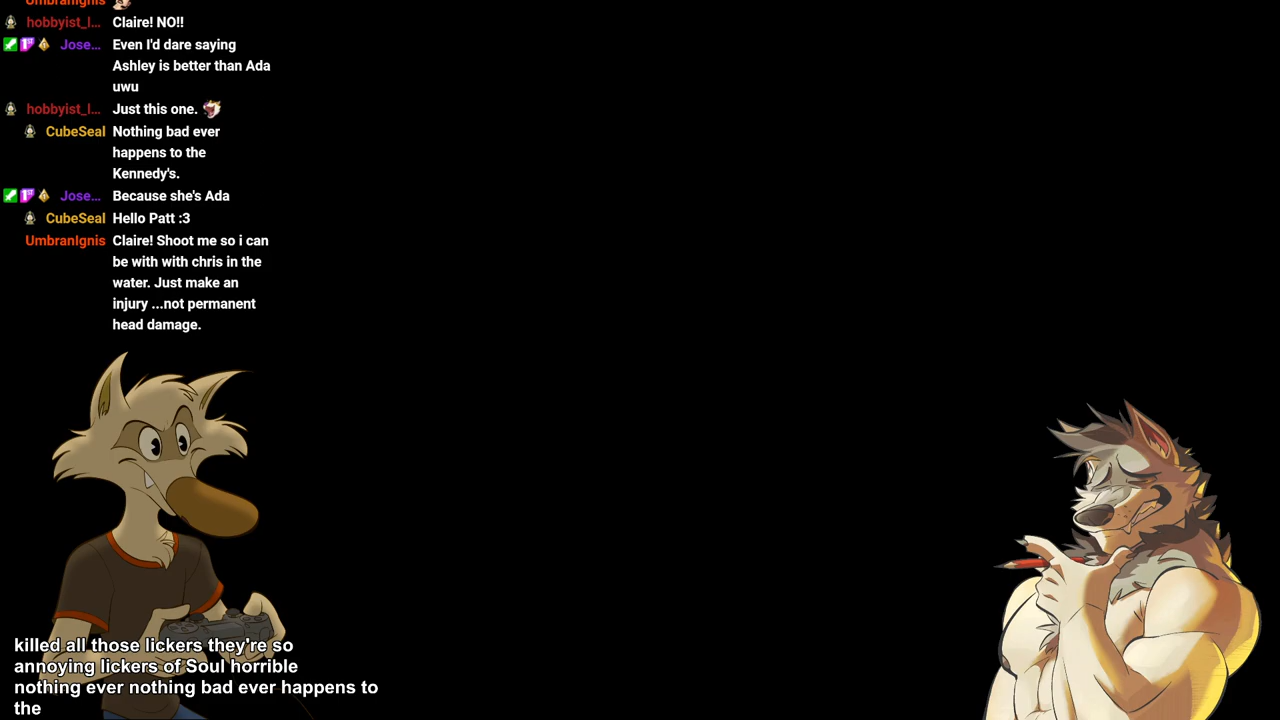 UmbranIgnis
hobbyist_l... Claire! NO!!
Jose... Even I'd dare saying
Ashley is better than Ada
uwu
hobbyist_l... Just this one.
CubeSeal Nothing bad ever
happens to the
Kennedy's.
Jose... Because she's Ada
CubeSeal Hello Patt :3
UmbranIgnis Claire! Shoot me so i can
be with with chris in the
water. Just make an
injury ...not permanent
head damage.
killed all those lickers they're so
annoying lickers of Soul horrible
nothing ever nothing bad ever happens to
the